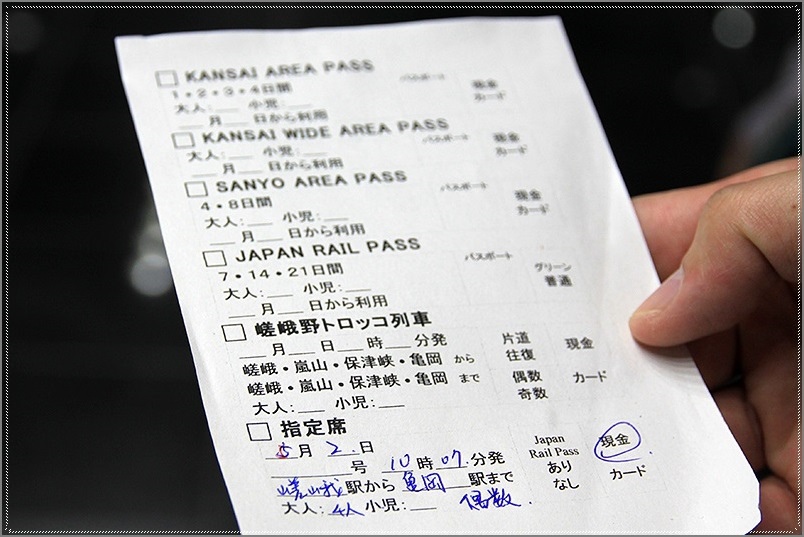 □ KANSAI AREA PASS パスポート 現金
1・2・3・4日間 カード
大人:___ 小児:___
___月___日から利用
□ KANSAI WIDE AREA PASS パスポート 現金
大人:___ 小児:___ カード
___月___日から利用
□ SANYO AREA PASS パスポート 現金
4・8日間 カード
大人:___ 小児:___
___月___日から利用
□ JAPAN RAIL PASS パスポート グリーン
7・14・21日間 普通
大人:___ 小児:___
___月___日から利用
□ 嵯峨野トロッコ列車 片道 現金
___月___日___時___分発 往復
嵯峨・嵐山・保津峡・亀岡 から 偶数 カード
嵯峨・嵐山・保津峡・亀岡 まで 奇数
大人:___ 小児:___
□ 指定席 Japan Rail Pass 現金
5月 2日 あり カード
______号 10時07分発 なし
嵯峨駅から 亀岡 駅まで
大人:4人 小児:___ 偶数